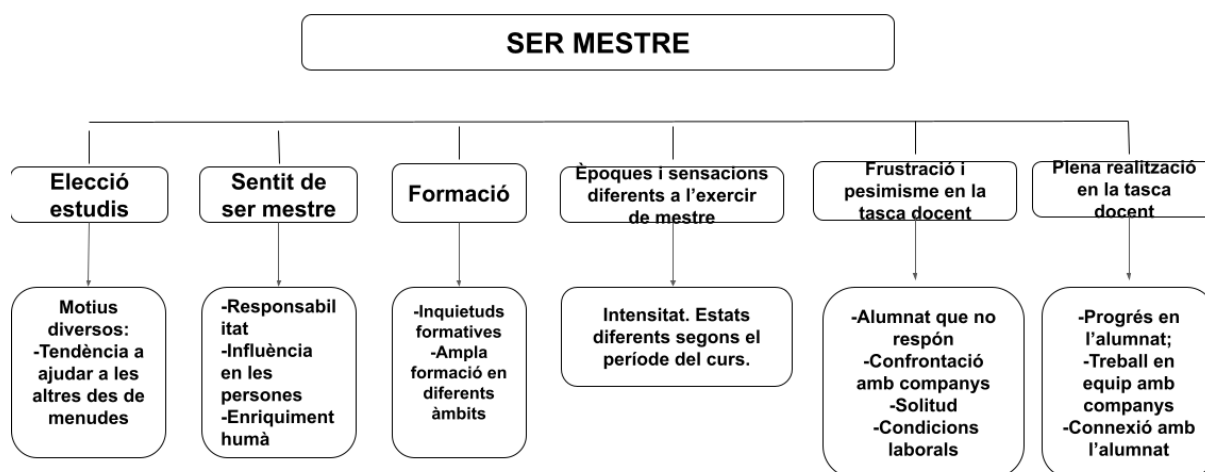 SER MESTRE
Elecció
estudis
Sentit de
ser mestre
Formació
Èpoques i sensacions
diferents a l’exercir
de mestre
Frustració i
pesimisme en la
tasca docent
Plena realització
en la tasca
docent
Motius
diversos:
-Tendència a
ajudar a les
altres des de
menudes
-Responsabil
itat
-Influència
en les
persones
-Enriquiment
humà
-Inquietuds
formatives
-Ampla
formació en
diferents
àmbits
Intensitat. Estats
diferents segons el
període del curs.
-Alumnat que no
respón
-Confrontació
amb companys
-Solitud
-Condicions
laborals
-Progrés en
l’alumnat;
-Treball en
equip amb
companys
-Connexió amb
l’alumnat